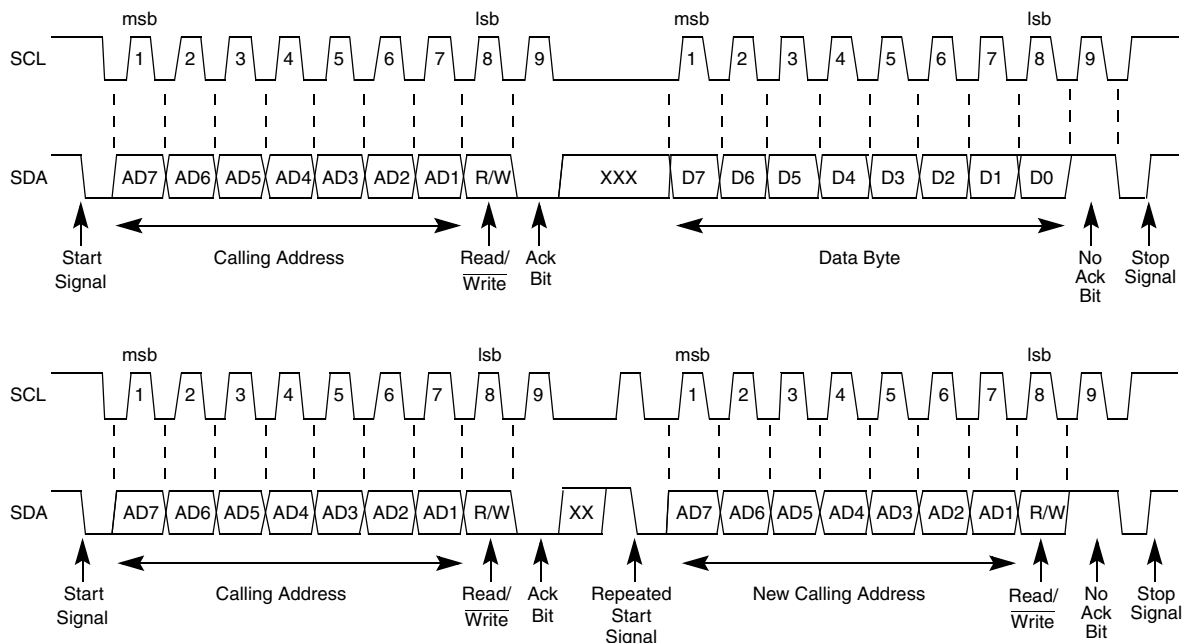 msb lsb msb lsb
SCL 1 2 3 4 5 6 7 8 9 1 2 3 4 5 6 7 8 9
SDA AD7 AD6 AD5 AD4 AD3 AD2 AD1 R/W XXX D7 D6 D5 D4 D3 D2 D1 D0
Start
Signal
Calling Address
Read/
Write
Ack
Bit
Data Byte
No
Ack
Bit
Stop
Signal
msb lsb msb lsb
SCL 1 2 3 4 5 6 7 8 9 1 2 3 4 5 6 7 8 9
SDA AD7 AD6 AD5 AD4 AD3 AD2 AD1 R/W XX AD7 AD6 AD5 AD4 AD3 AD2 AD1 R/W
Start
Signal
Calling Address
Read/
Write
Ack
Bit
Repeated
Start
Signal
New Calling Address
Read/
Write
No
Ack
Bit
Stop
Signal